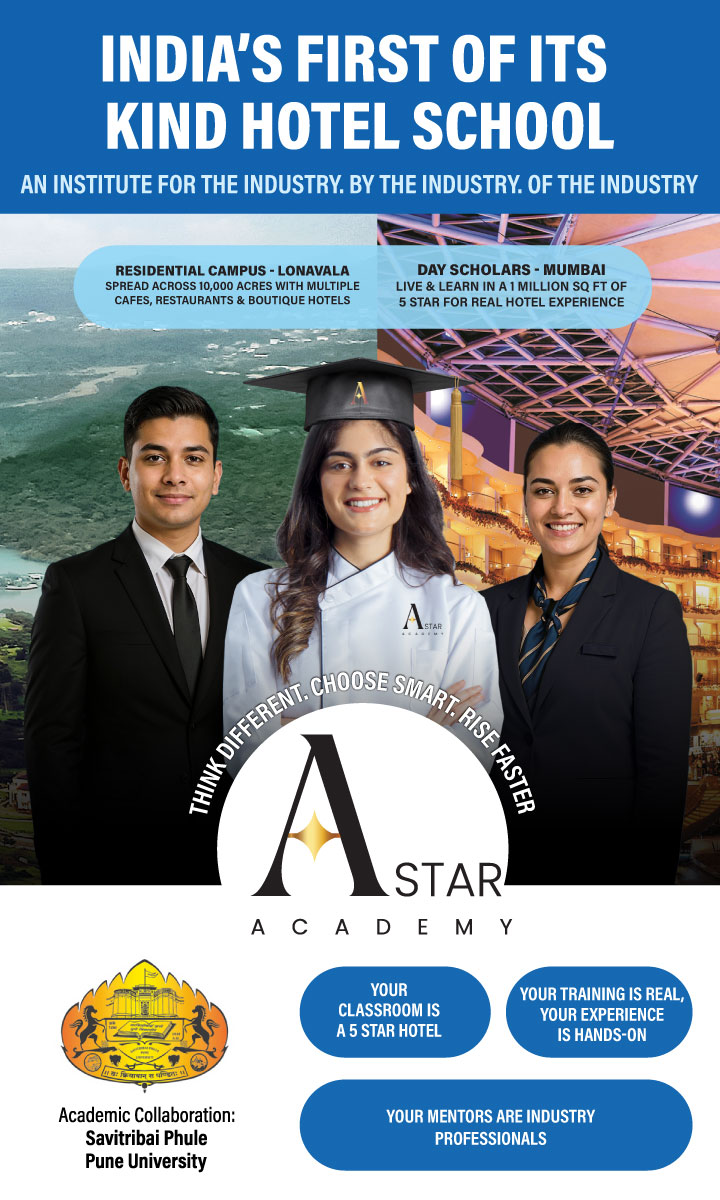 INDIA'S FIRST OF ITS
KIND HOTEL SCHOOL
AN INSTITUTE FOR THE INDUSTRY. BY THE INDUSTRY. OF THE INDUSTRY
RESIDENTIAL CAMPUS - LONAVALA
SPREAD ACROSS 10,000 ACRES WITH MULTIPLE
CAFES, RESTAURANTS & BOUTIQUE HOTELS
DAY SCHOLARS - MUMBAI
LIVE & LEARN IN A 1 MILLION SQ FT OF
5 STAR FOR REAL HOTEL EXPERIENCE
A
A STAR
ACADEMY
THINK DIFFERENT. CHOOSE SMART. RISE FASTER
A STAR
ACADEMY
YOUR
CLASSROOM IS
A 5 STAR HOTEL
YOUR TRAINING IS REAL,
YOUR EXPERIENCE
IS HANDS-ON
YOUR MENTORS ARE INDUSTRY
PROFESSIONALS
॥ यः क्रियावान् स पण्डितः ॥
Academic Collaboration:
Savitribai Phule
Pune University